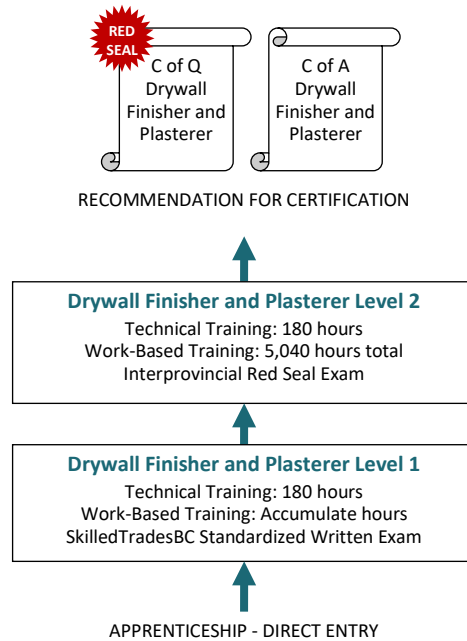 RED
SEAL
C of Q
Drywall
Finisher and
Plasterer
C of A
Drywall
Finisher and
Plasterer
RECOMMENDATION FOR CERTIFICATION
Drywall Finisher and Plasterer Level 2
Technical Training: 180 hours
Work-Based Training: 5,040 hours total
Interprovincial Red Seal Exam
Drywall Finisher and Plasterer Level 1
Technical Training: 180 hours
Work-Based Training: Accumulate hours
SkilledTradesBC Standardized Written Exam
APPRENTICESHIP - DIRECT ENTRY